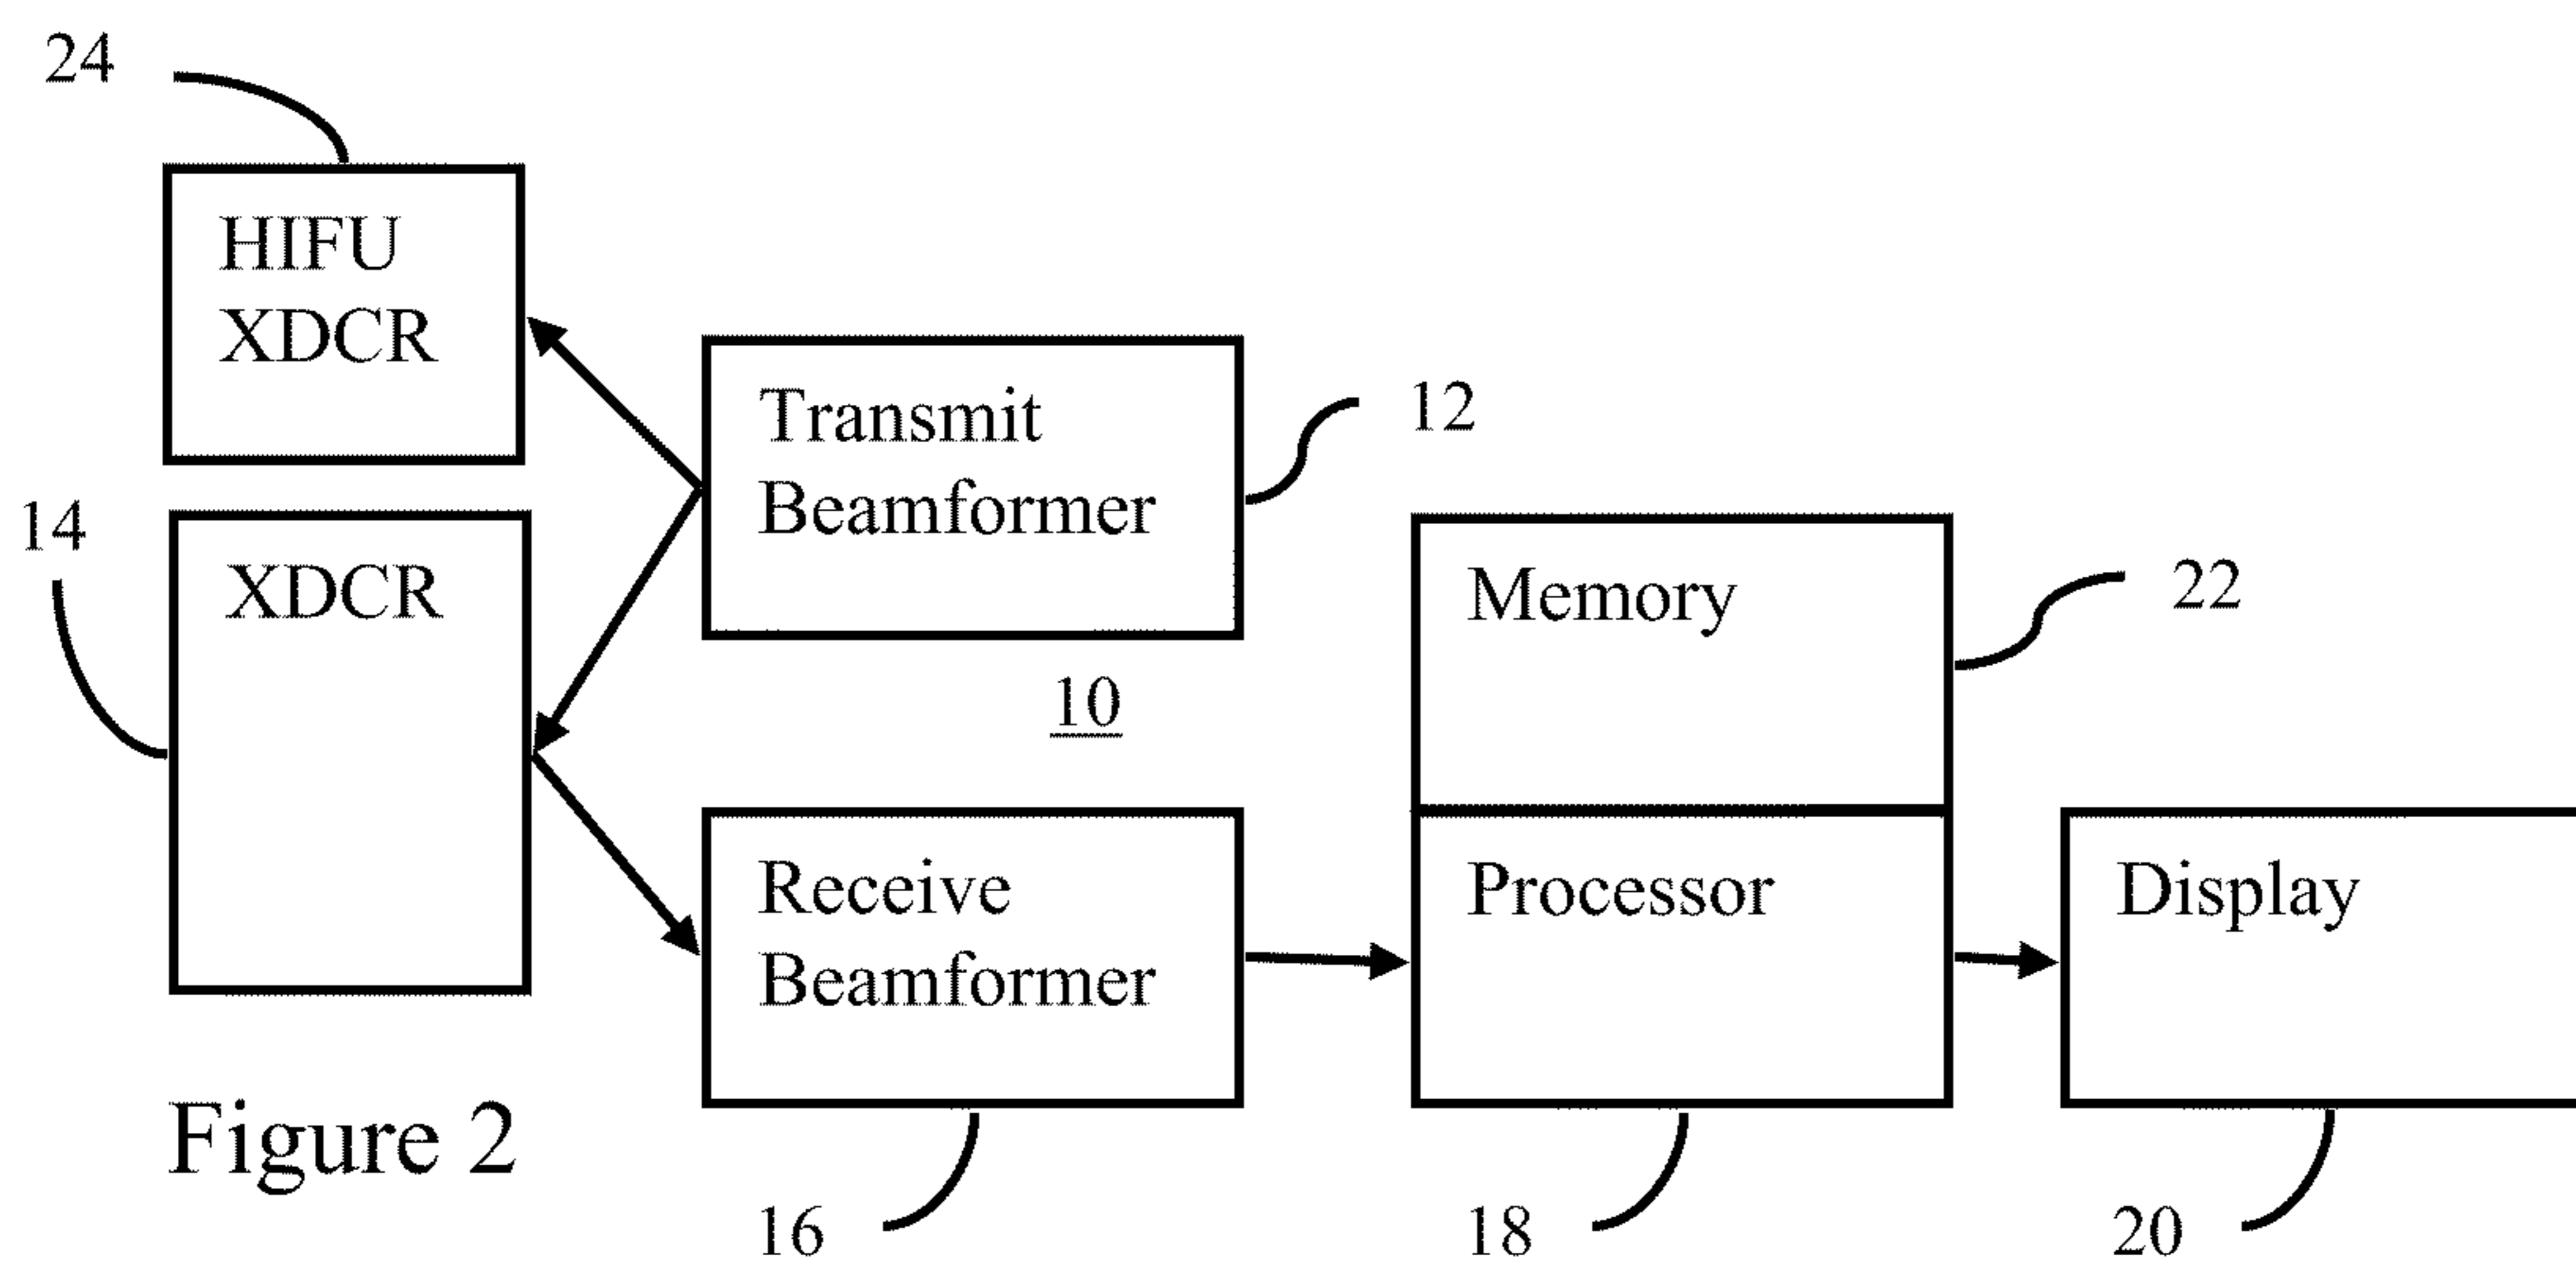 24
HIFU
XDCR
Transmit
Beamformer
12
14
XDCR
Memory
22
10
Receive
Beamformer
Processor
Display
Figure 2
16
18
20